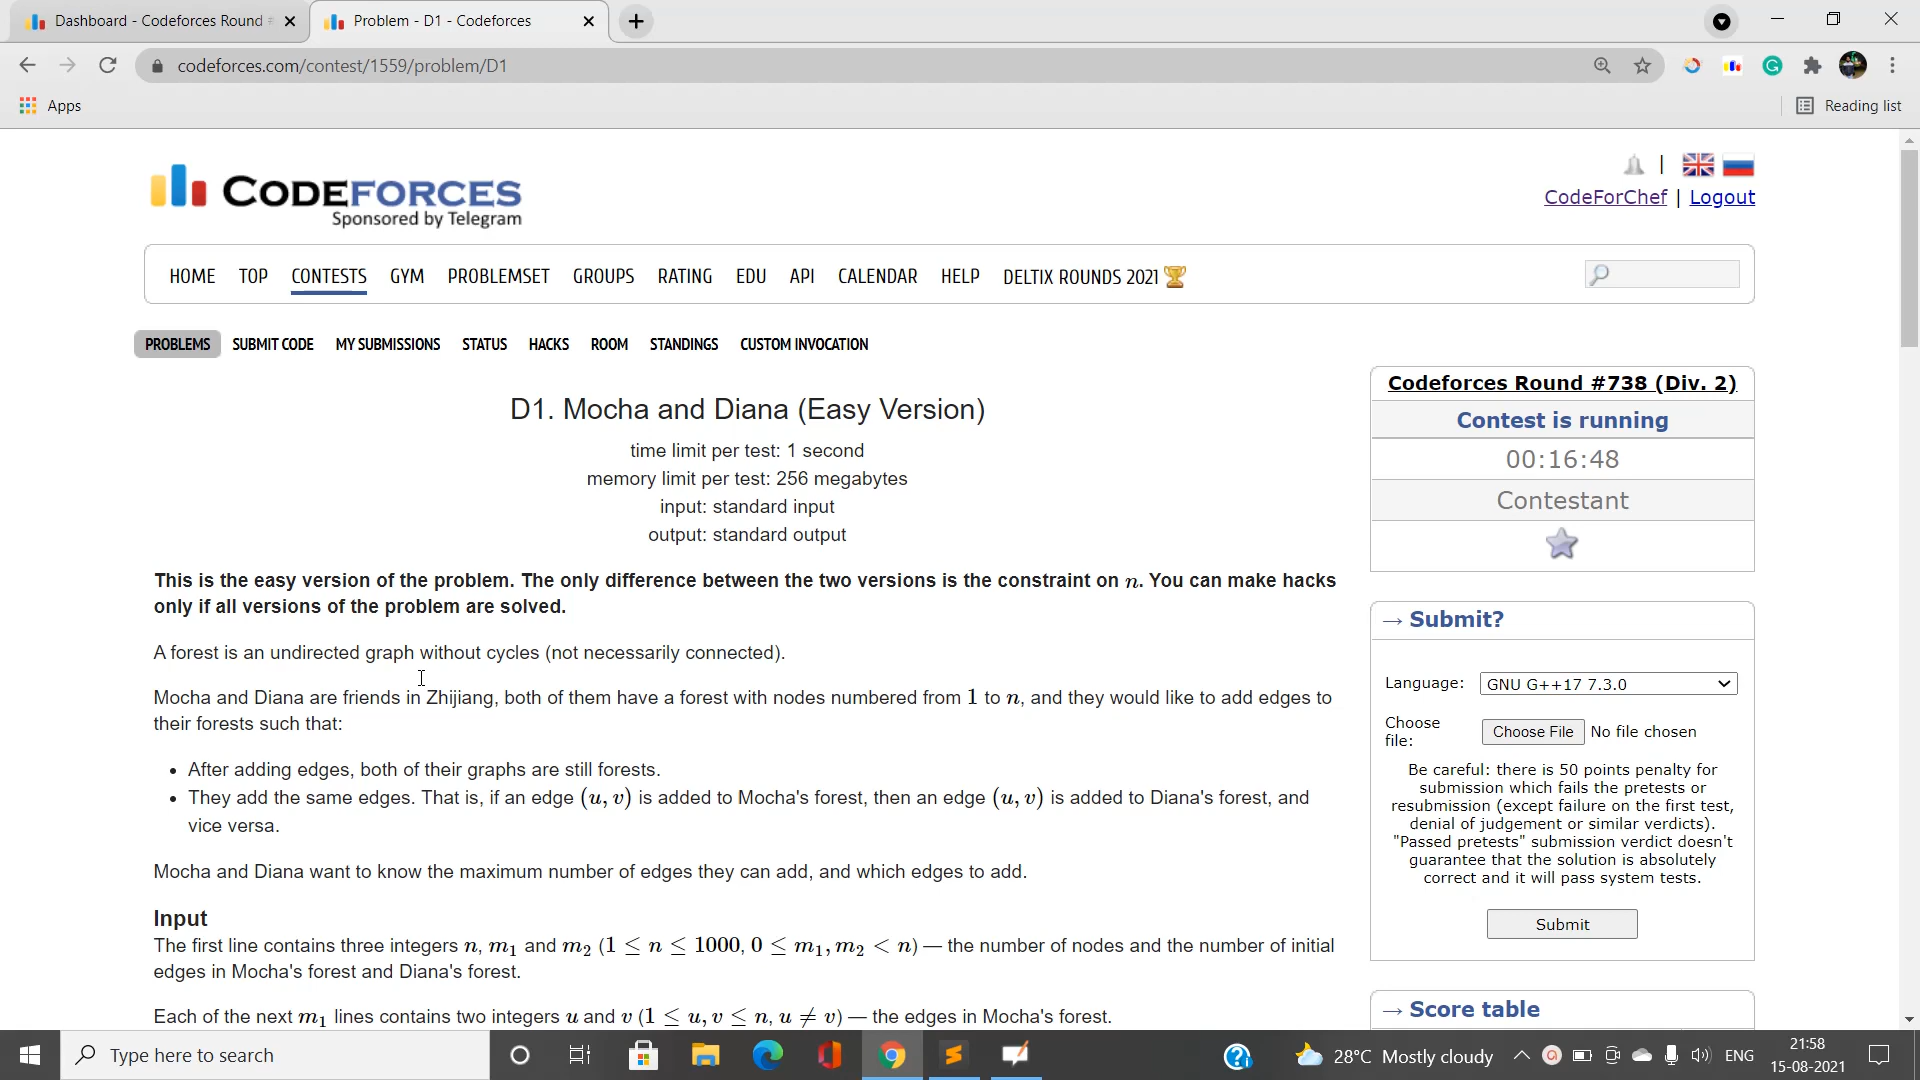 Dashboard - Codeforces Round
Problem - D1 - Codeforces
codeforces.com/contest/1559/problem/D1
Apps
Reading list
CODEFORCES
Sponsored by Telegram
CodeForChef | Logout
HOME TOP CONTESTS GYM PROBLEMSET GROUPS RATING EDU API CALENDAR HELP DELTIX ROUNDS 2021
PROBLEMS SUBMIT CODE MY SUBMISSIONS STATUS HACKS ROOM STANDINGS CUSTOM INVOCATION
D1. Mocha and Diana (Easy Version)
time limit per test: 1 second
memory limit per test: 256 megabytes
input: standard input
output: standard output
This is the easy version of the problem. The only difference between the two versions is the constraint on n. You can make hacks
only if all versions of the problem are solved.
A forest is an undirected graph without cycles (not necessarily connected).
Mocha and Diana are friends in Zhijiang, both of them have a forest with nodes numbered from 1 to n, and they would like to add edges to
their forests such that:
• After adding edges, both of their graphs are still forests.
• They add the same edges. That is, if an edge (u, v) is added to Mocha's forest, then an edge (u, v) is added to Diana's forest, and
vice versa.
Mocha and Diana want to know the maximum number of edges they can add, and which edges to add.
Input
The first line contains three integers n, m₁ and m₂ (1 ≤ n ≤ 1000, 0 ≤ m₁, m₂ < n) — the number of nodes and the number of initial
edges in Mocha's forest and Diana's forest.
Each of the next m₁ lines contains two integers u and v (1 ≤ u, v ≤ n, u ≠ v) — the edges in Mocha's forest.
Codeforces Round #738 (Div. 2)
Contest is running
00:16:48
Contestant
→ Submit?
Language: GNU G++17 7.3.0
Choose
file:
Choose File No file chosen
Be careful: there is 50 points penalty for
submission which fails the pretests or
resubmission (except failure on the first test,
denial of judgement or similar verdicts).
"Passed pretests" submission verdict doesn't
guarantee that the solution is absolutely
correct and it will pass system tests.
Submit
→ Score table
Type here to search
28°C Mostly cloudy
ENG
21:58
15-08-2021